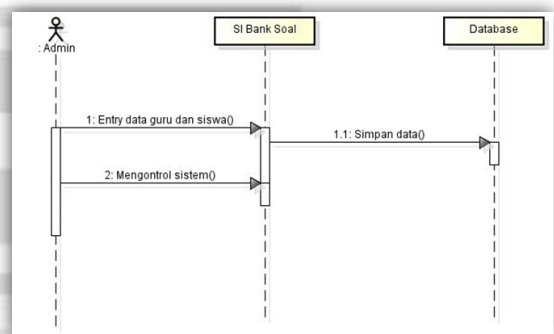 : Admin
SI Bank Soal
Database
1: Entry data guru dan siswa()
1.1: Simpan data()
2: Mengontrol sistem()